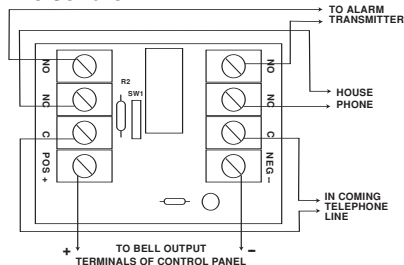 TO ALARM
TRANSMITTER
NO
NO
R2
SW1
NC
NC
HOUSE
PHONE
C
C
POS +
NEG –
IN COMING
TELEPHONE
LINE
+
–
TO BELL OUTPUT
TERMINALS OF CONTROL PANEL